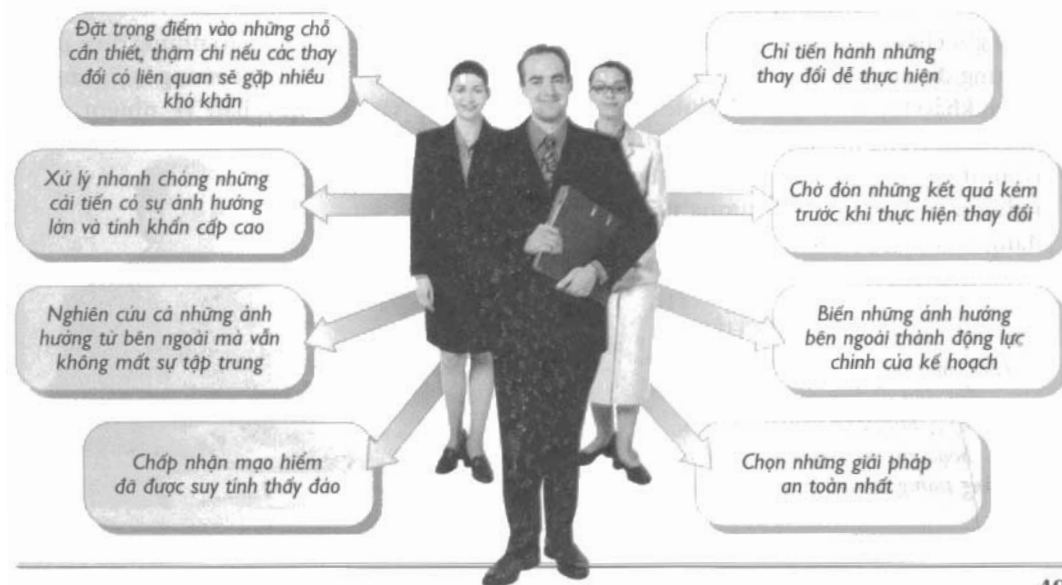 Đặt trọng điểm vào những chỗ
cần thiết, thậm chí nếu các thay
đổi có liên quan sẽ gặp nhiều
khó khăn
Xử lý nhanh chóng những
cải tiến có sự ảnh hưởng
lớn và tính khẩn cấp cao
Nghiên cứu cả những ảnh
hưởng từ bên ngoài mà vẫn
không mất sự tập trung
Chấp nhận mạo hiểm
đã được suy tính thấy đáo
Chỉ tiến hành những
thay đổi dễ thực hiện
Chờ đón những kết quả kém
trước khi thực hiện thay đổi
Biến những ảnh hưởng
bên ngoài thành động lực
chính của kế hoạch
Chọn những giải pháp
an toàn nhất